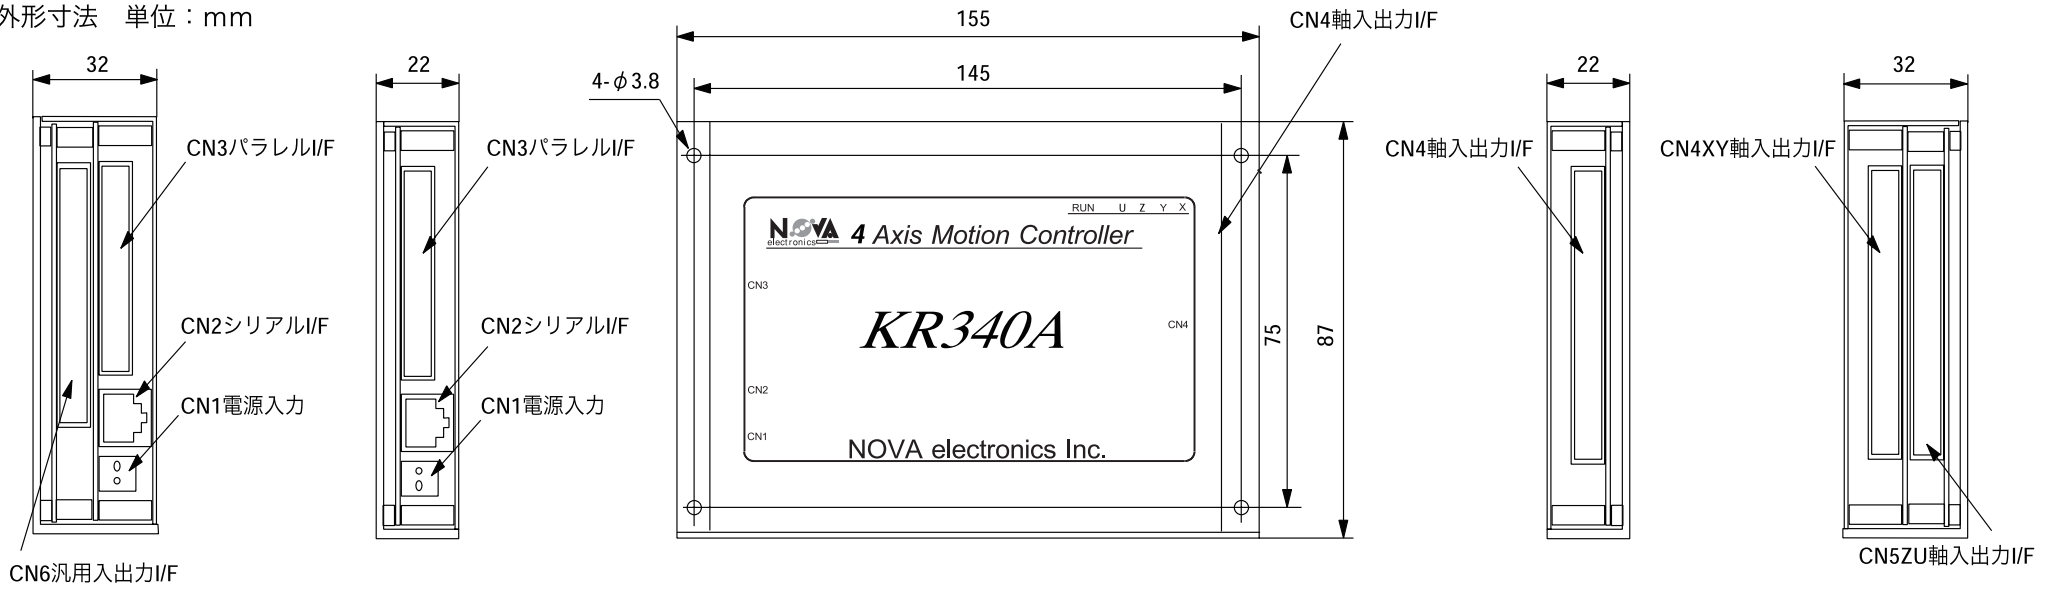 外形寸法　単位：mm
32
CN3パラレルI/F
CN2シリアルI/F
CN1電源入力
CN6汎用入出力I/F
22
CN3パラレルI/F
CN2シリアルI/F
CN1電源入力
155
145
4-φ3.8
CN4軸入出力I/F
RUN U Z Y X
NOVA
electronics
4 Axis Motion Controller
CN3
KR340A
CN4
CN2
CN1
NOVA electronics Inc.
75
87
22
CN4軸入出力I/F
32
CN4XY軸入出力I/F
CN5ZU軸入出力I/F